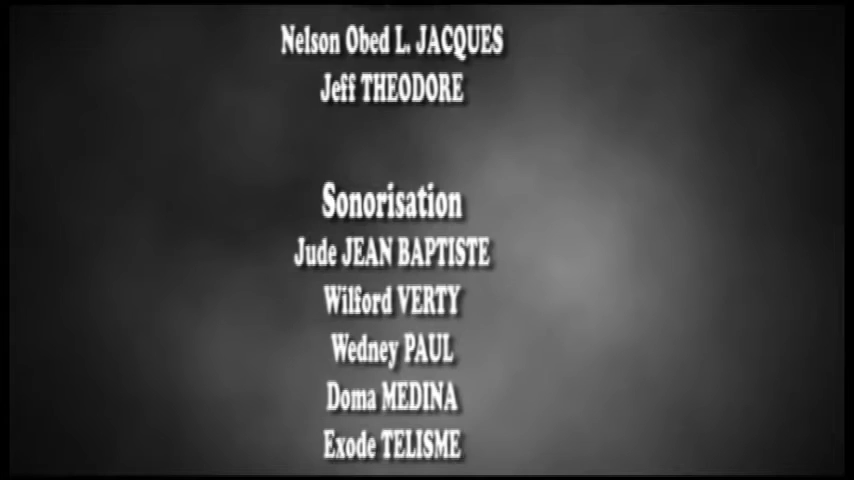 Nelson Obed L. JACQUES
Jeff THEODORE
Sonorisation
Jude JEAN BAPTISTE
Wilford VERTY
Wedney PAUL
Doma MEDINA
Exode TELISME